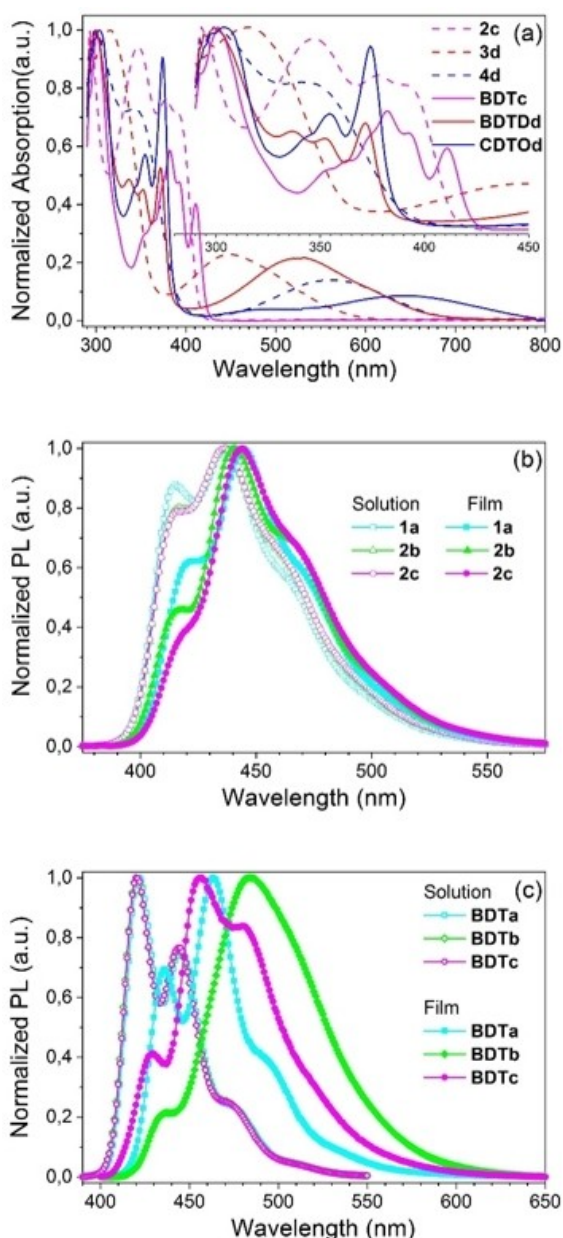 (a)
2c
3d
4d
BDTc
BDTDd
CDTOd
Normalized Absorption(a.u.)
1,0
0,8
0,6
0,4
0,2
0,0
300 350 400 450
300 400 500 600 700 800
Wavelength (nm)
(b)
Solution Film
1a 1a
2b 2b
2c 2c
Normalized PL (a.u.)
1,0
0,8
0,6
0,4
0,2
0,0
400 450 500 550
Wavelength (nm)
(c)
Solution
BDTa
BDTb
BDTc
Film
BDTa
BDTb
BDTc
Normalized PL (a.u.)
1,0
0,8
0,6
0,4
0,2
0,0
400 450 500 550 600 650
Wavelength (nm)